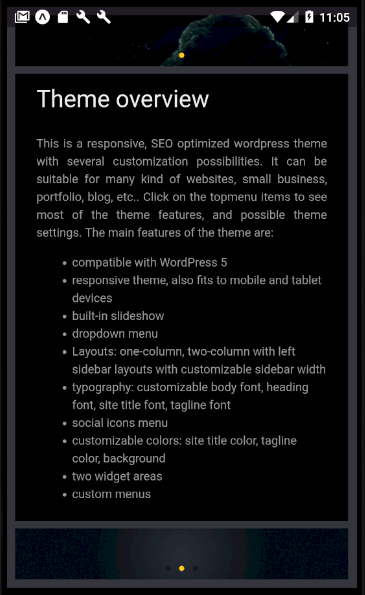 11:05
Theme overview
This is a responsive, SEO optimized wordpress theme
with several customization possibilities. It can be
suitable for many kind of websites, small business,
portfolio, blog, etc.. Click on the topmenu items to see
most of the theme features, and possible theme
settings. The main features of the theme are:
• compatible with WordPress 5
• responsive theme, also fits to mobile and tablet
devices
• built-in slideshow
• dropdown menu
• Layouts: one-column, two-column with left
sidebar layouts with customizable sidebar width
• typography: customizable body font, heading
font, site title font, tagline font
• social icons menu
• customizable colors: site title color, tagline
color, background
• two widget areas
• custom menus